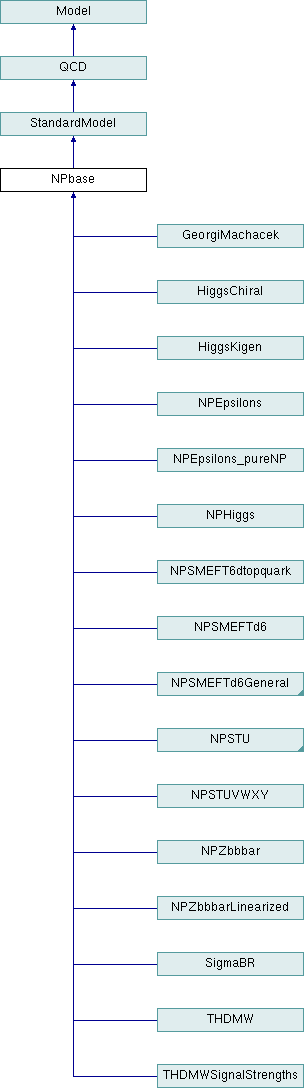 Model
QCD
StandardModel
NPbase
GeorgiMachacek
HiggsChiral
HiggsKigen
NPEpsilons
NPEpsilons_pureNP
NPHiggs
NPSMEFT6dtopquark
NPSMEFTd6
NPSMEFTd6General
NPSTU
NPSTUVWXY
NPZbbbar
NPZbbbarLinearized
SigmaBR
THDMW
THDMWSignalStrengths